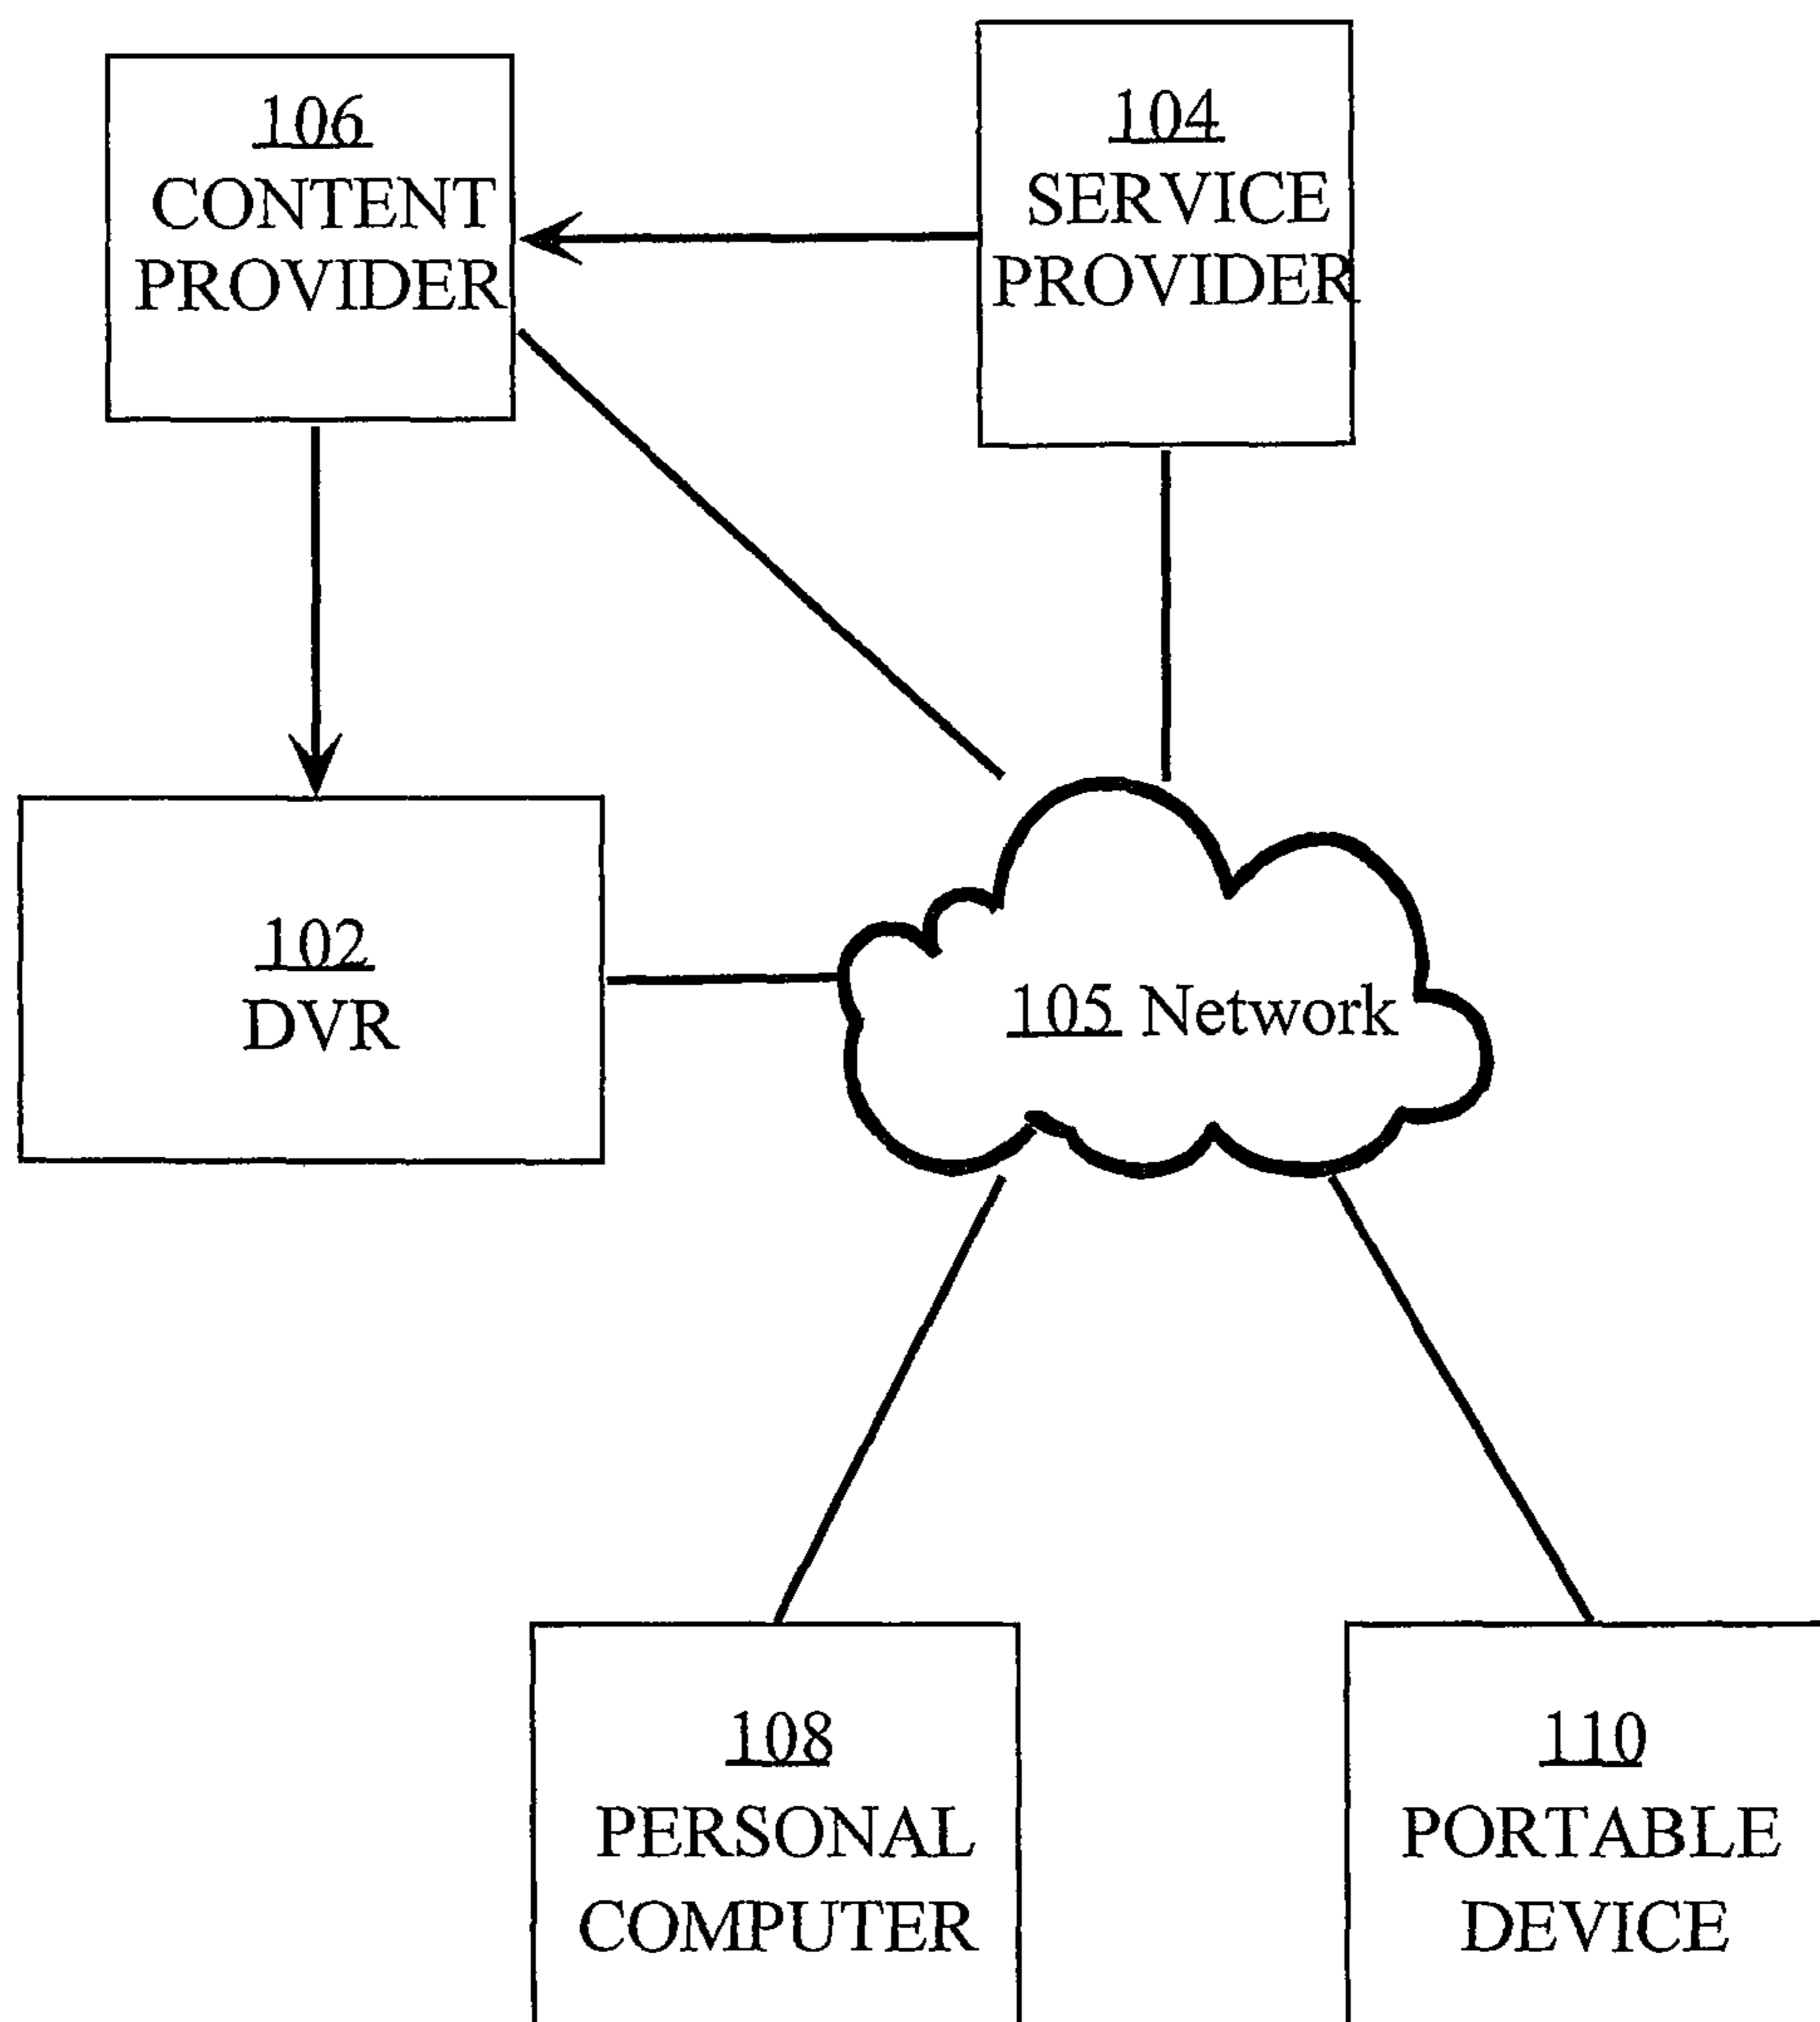 106
CONTENT
PROVIDER
104
SERVICE
PROVIDER
102
DVR
105 Network
108
PERSONAL
COMPUTER
110
PORTABLE
DEVICE